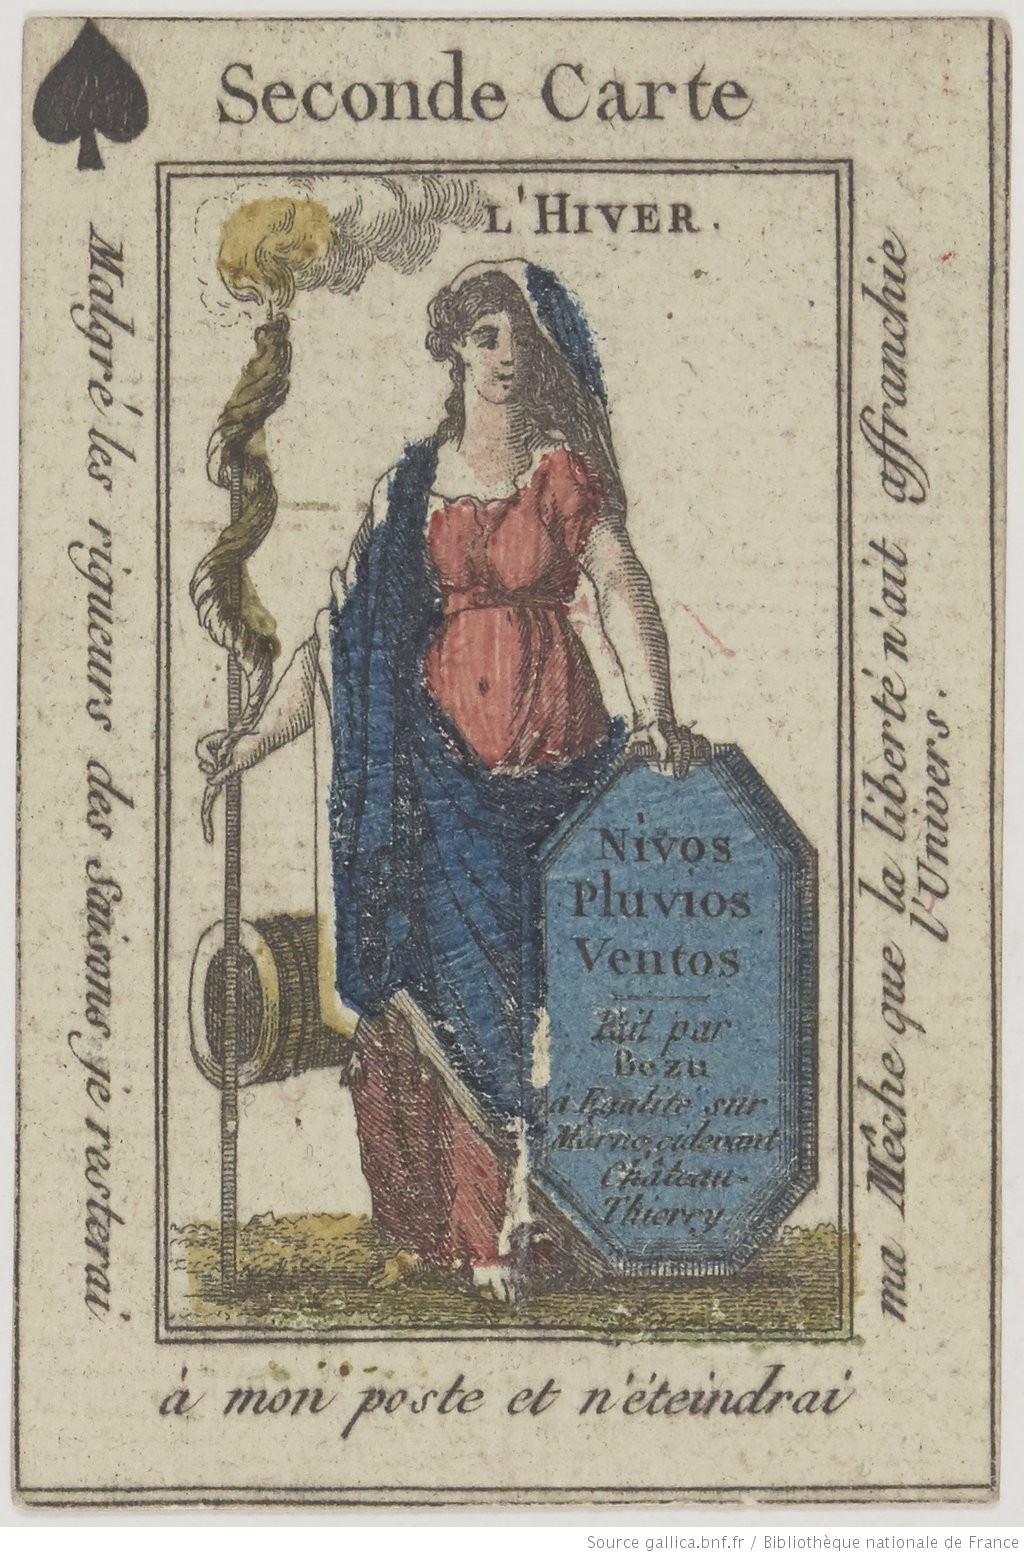 Seconde Carte
L'HIVER.
Malgré les rigueurs des Saisons je resterai
à mon poste et n'éteindrai
ma Mêche que la liberté n'ait affranchie
l'Univers.
Nivos
Pluvios
Ventos
Fait par
Bezu
à Egalité sur
Marne, cidevant
Château-
Thierry
Source gallica.bnf.fr / Bibliothèque nationale de France